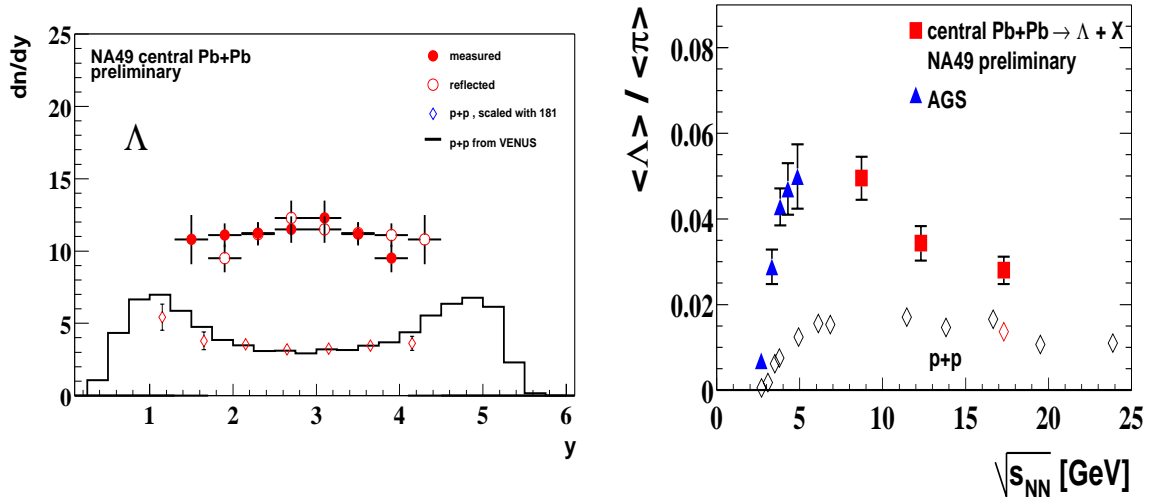 dn/dy
25
20
15
10
5
0
NA49 central Pb+Pb
preliminary
Λ
measured
reflected
p+p , scaled with 181
p+p from VENUS
1
2
3
4
5
6
y
<Λ> / <π>
0.08
0.06
0.04
0.02
0
central Pb+Pb → Λ + X
NA49 preliminary
AGS
p+p
0
5
10
15
20
25
√s_NN [GeV]